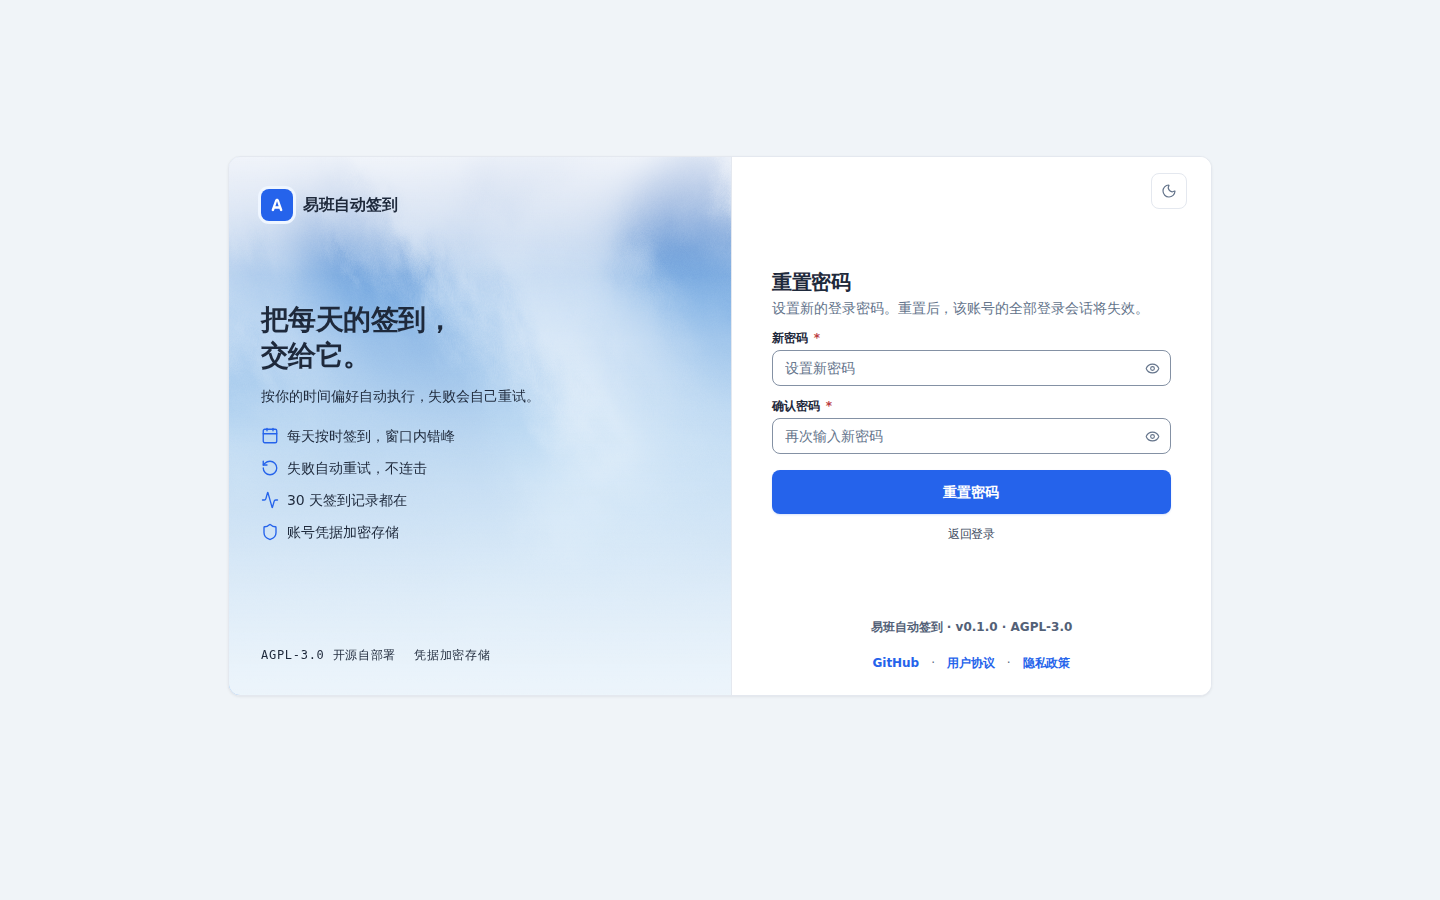 A 易班自动签到
把每天的签到，
交给它。
按你的时间偏好自动执行，失败会自己重试。
每天按时签到，窗口内错峰
失败自动重试，不连击
30 天签到记录都在
账号凭据加密存储
AGPL-3.0 开源自部署 凭据加密存储
重置密码
设置新的登录密码。重置后，该账号的全部登录会话将失效。
新密码 *
设置新密码
确认密码 *
再次输入新密码
重置密码
返回登录
易班自动签到 · v0.1.0 · AGPL-3.0
GitHub · 用户协议 · 隐私政策